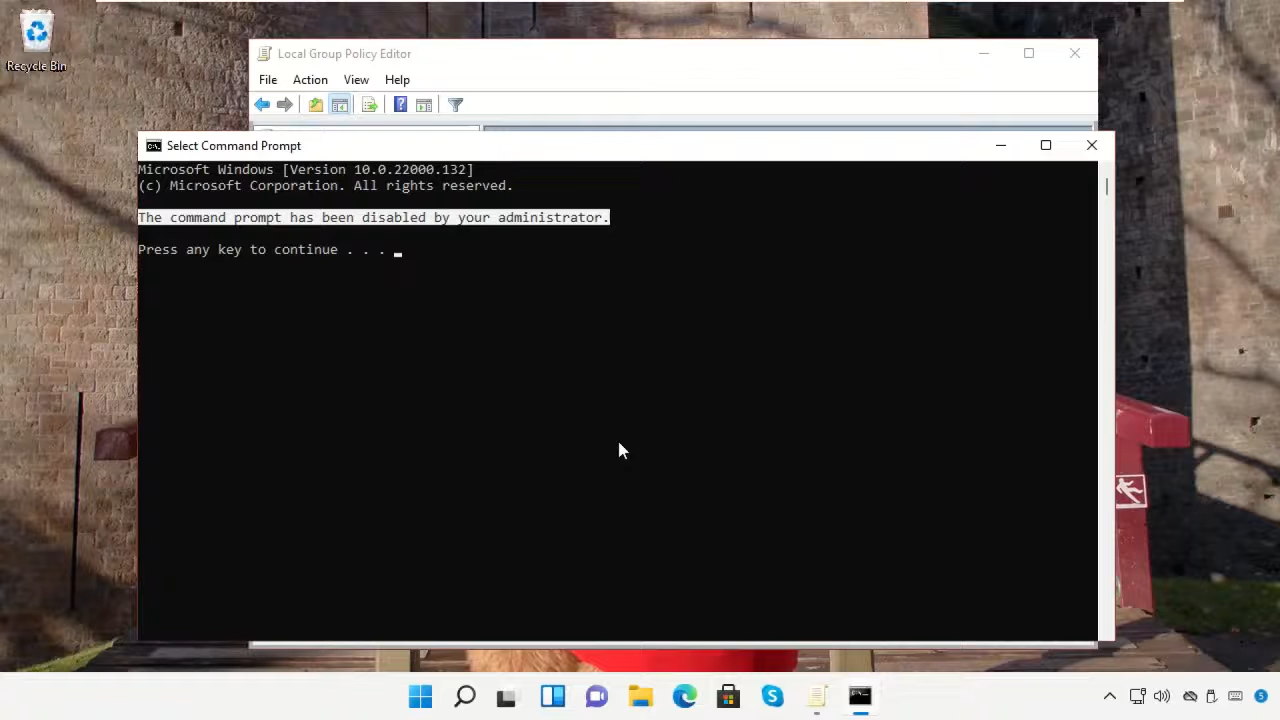 Recycle Bin
Local Group Policy Editor
File Action View Help
Select Command Prompt
Microsoft Windows [Version 10.0.22000.132]
(c) Microsoft Corporation. All rights reserved.
The command prompt has been disabled by your administrator.
Press any key to continue . . .
5